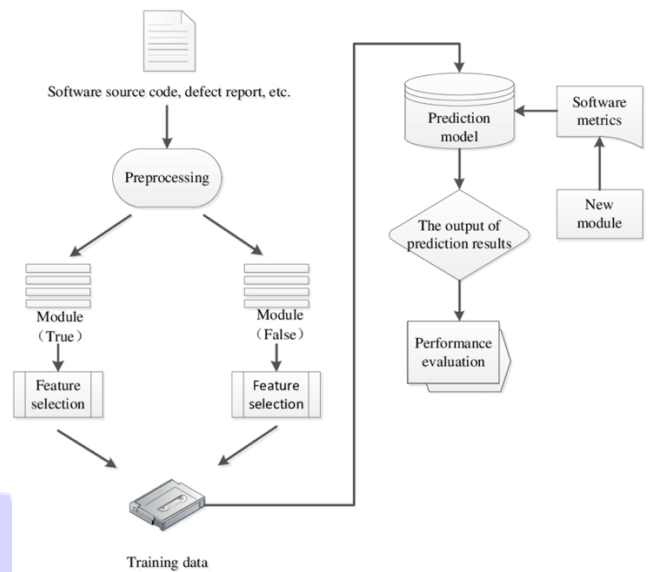 Software source code, defect report, etc.
Preprocessing
Module
（True）
Module
（False）
Feature
selection
Feature
selection
Training data
Prediction
model
Software
metrics
New
module
The output of
prediction results
Performance
evaluation